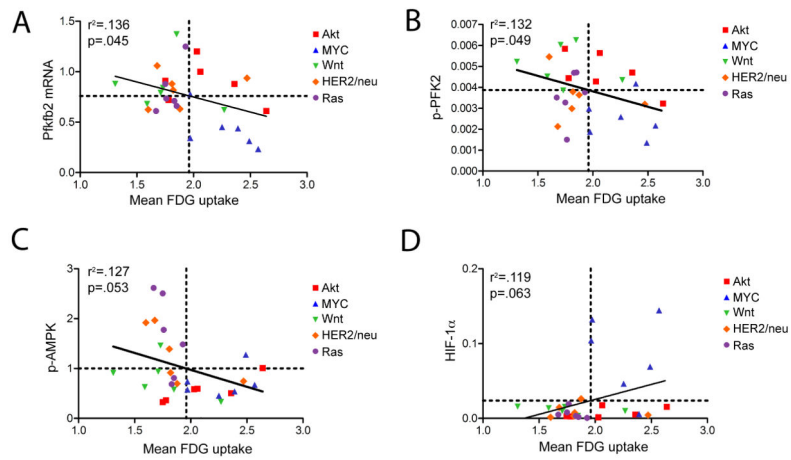 A
r²=.136
p=.045
Pfkfb2 mRNA
1.5
1.0
0.5
0.0
1.0 1.5 2.0 2.5 3.0
Mean FDG uptake
Akt
MYC
Wnt
HER2/neu
Ras
B
r²=.132
p=.049
p-PFK2
0.007
0.006
0.005
0.004
0.003
0.002
0.001
0.000
1.0 1.5 2.0 2.5 3.0
Mean FDG uptake
Akt
MYC
Wnt
HER2/neu
Ras
C
r²=.127
p=.053
p-AMPK
3
2
1
0
1.0 1.5 2.0 2.5 3.0
Mean FDG uptake
Akt
MYC
Wnt
HER2/neu
Ras
D
r²=.119
p=.063
HIF-1α
0.2
0.1
0.0
1.0 1.5 2.0 2.5 3.0
Mean FDG uptake
Akt
MYC
Wnt
HER2/neu
Ras